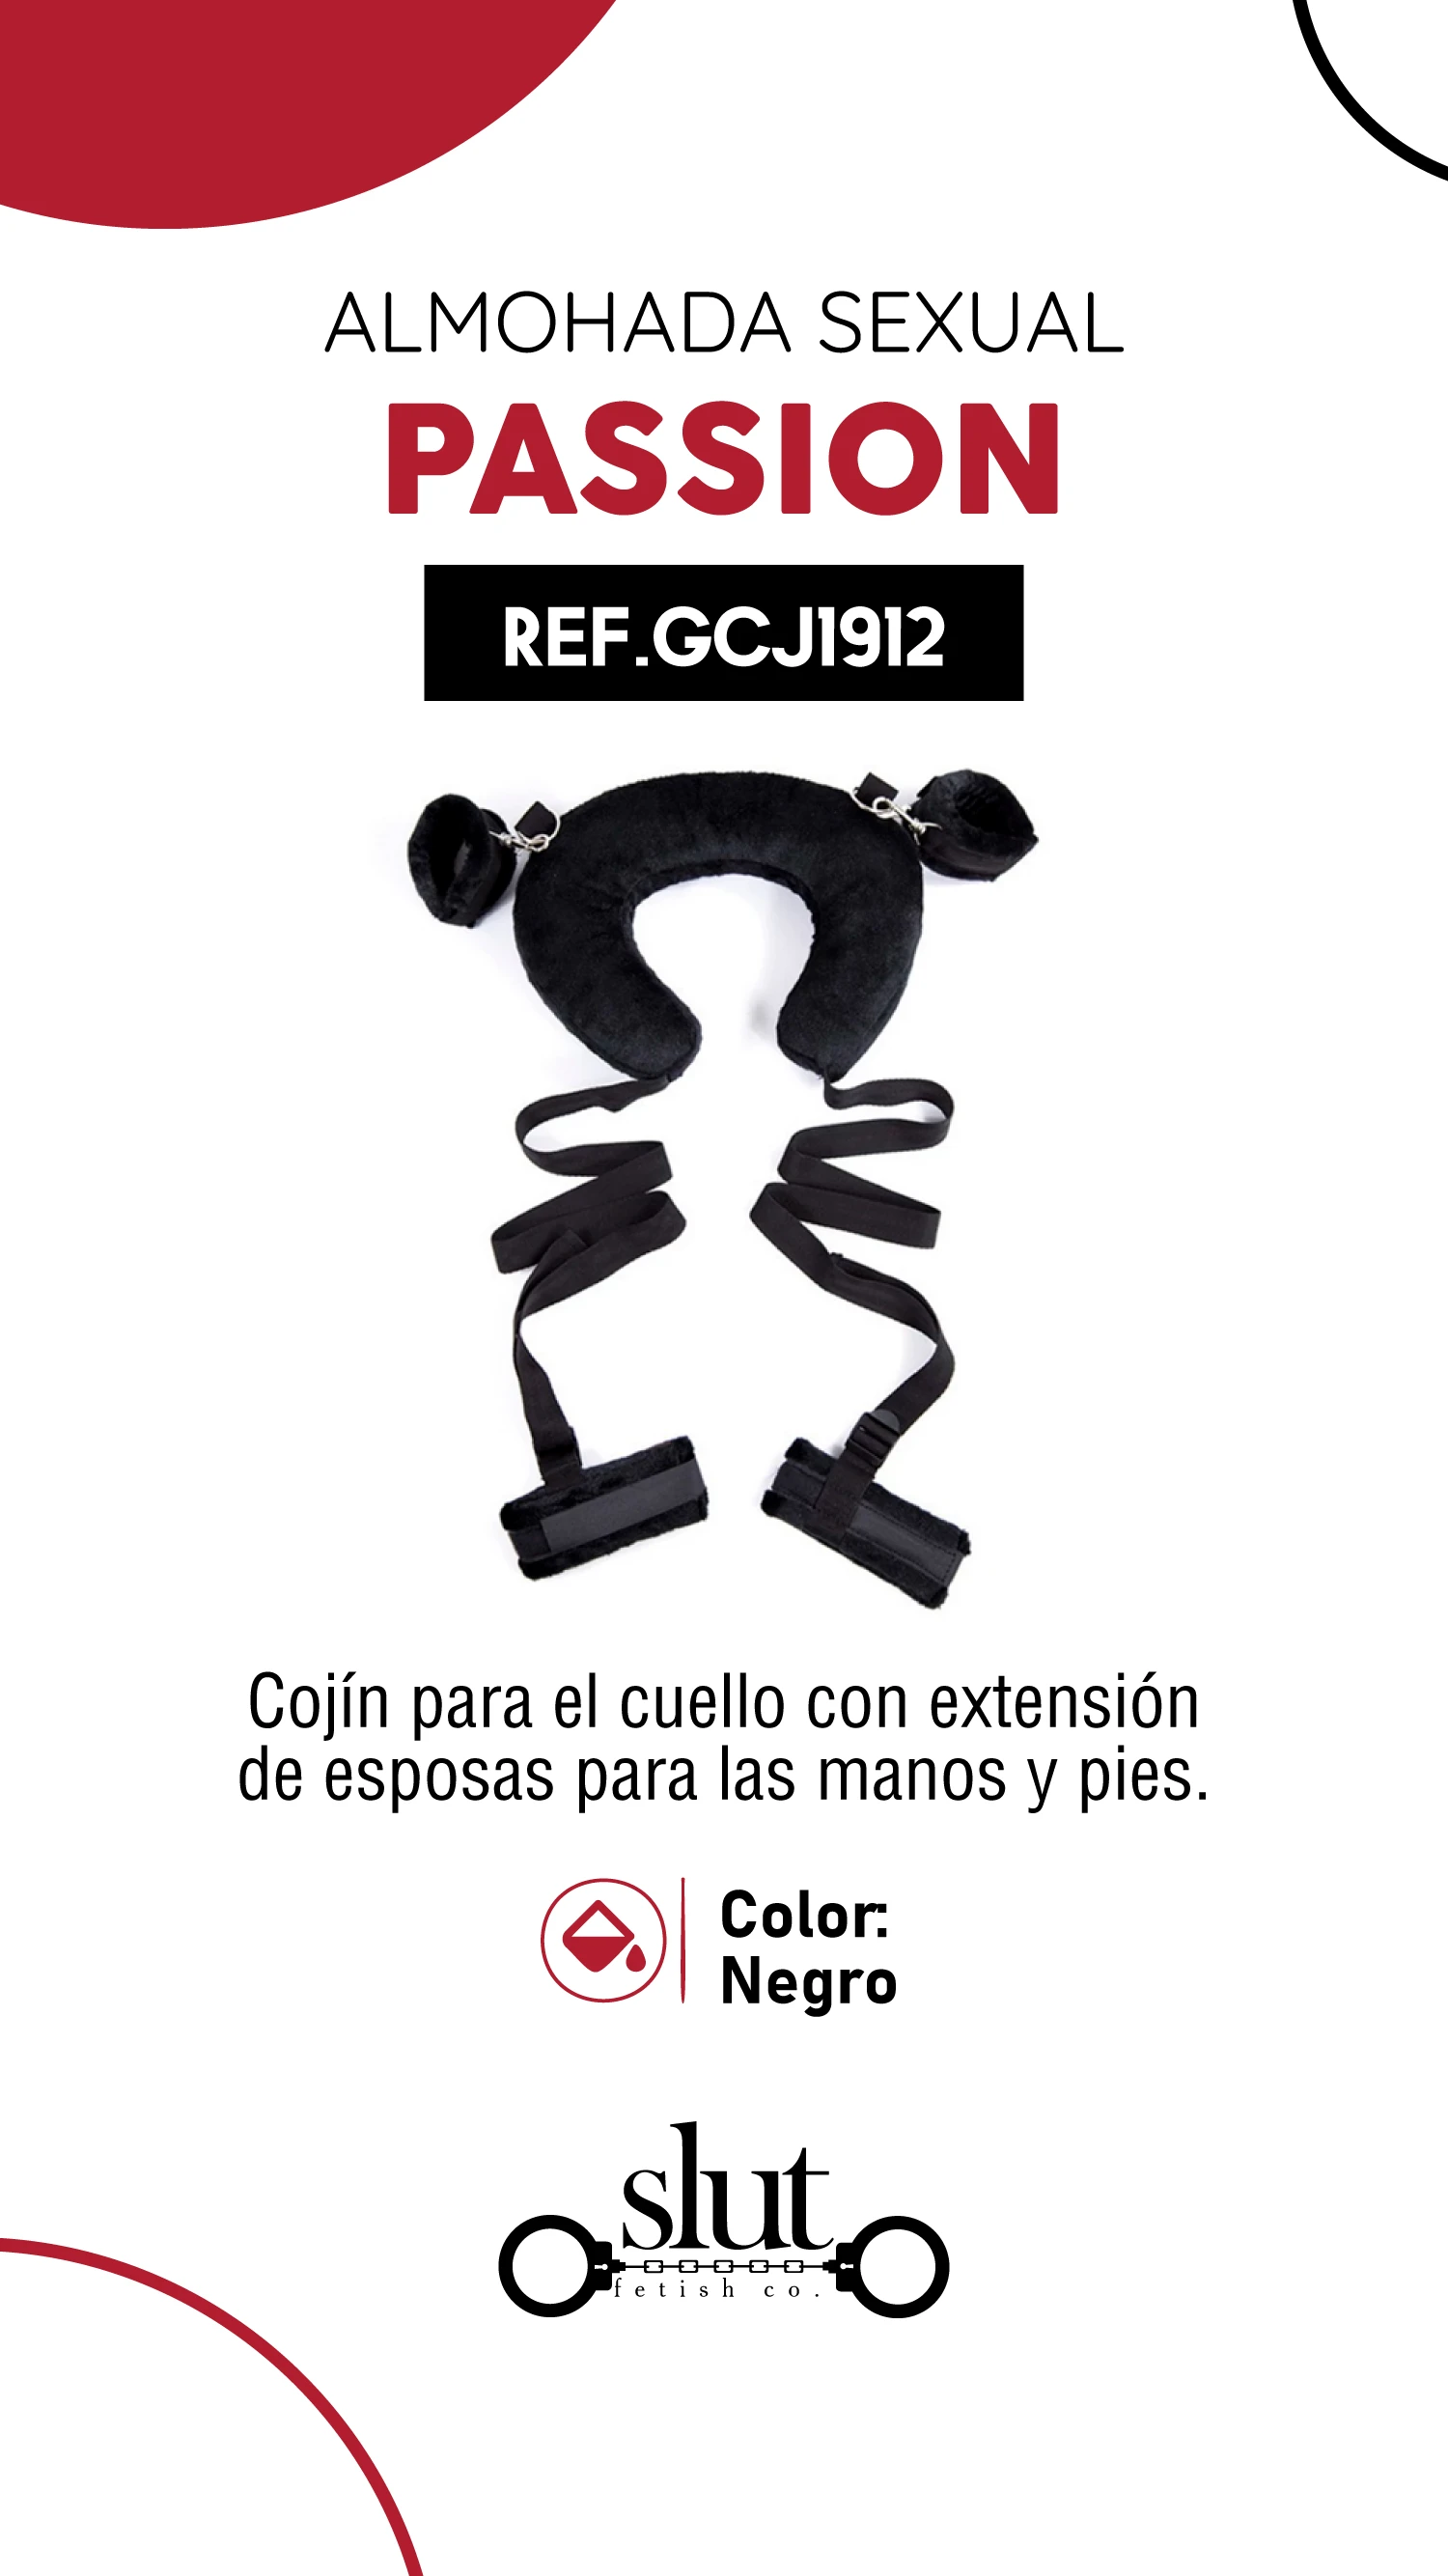 ALMOHADA SEXUAL
PASSION
REF.GCJ1912
Cojín para el cuello con extensión
de esposas para las manos y pies.
Color:
Negro
slut
fetish co.